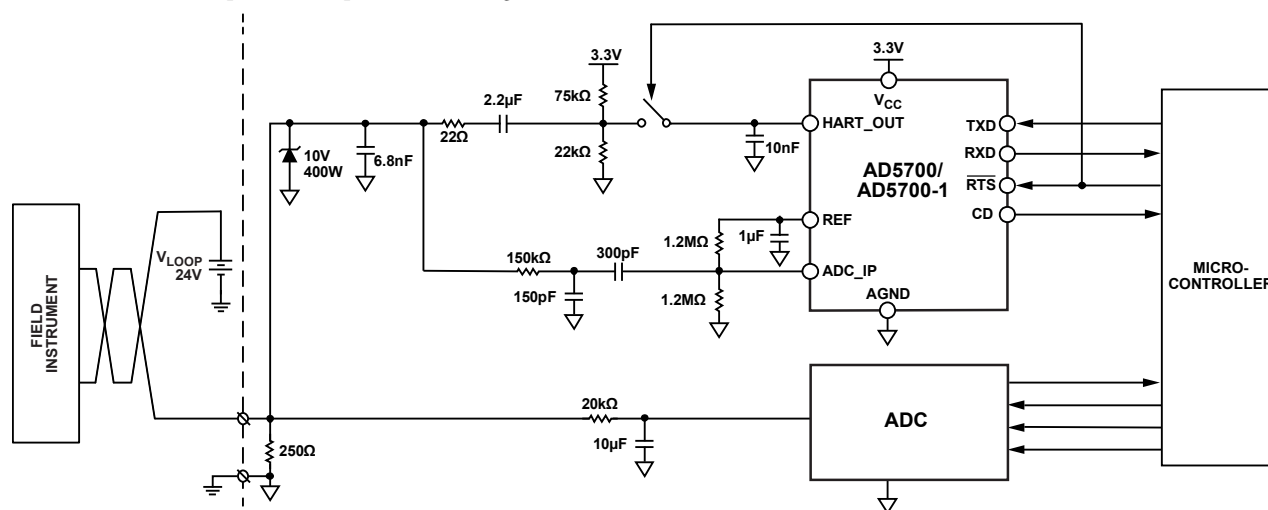 3.3V
3.3V
75kΩ
2.2µF
22Ω
22kΩ
10V
400W
6.8nF
10nF
VCC
HART_OUT
TXD
RXD
AD5700/
AD5700-1
RTS
CD
REF
1.2MΩ
1µF
150kΩ
300pF
ADC_IP
150pF
1.2MΩ
AGND
MICRO-
CONTROLLER
FIELD
INSTRUMENT
VLOOP
24V
20kΩ
10µF
250Ω
ADC